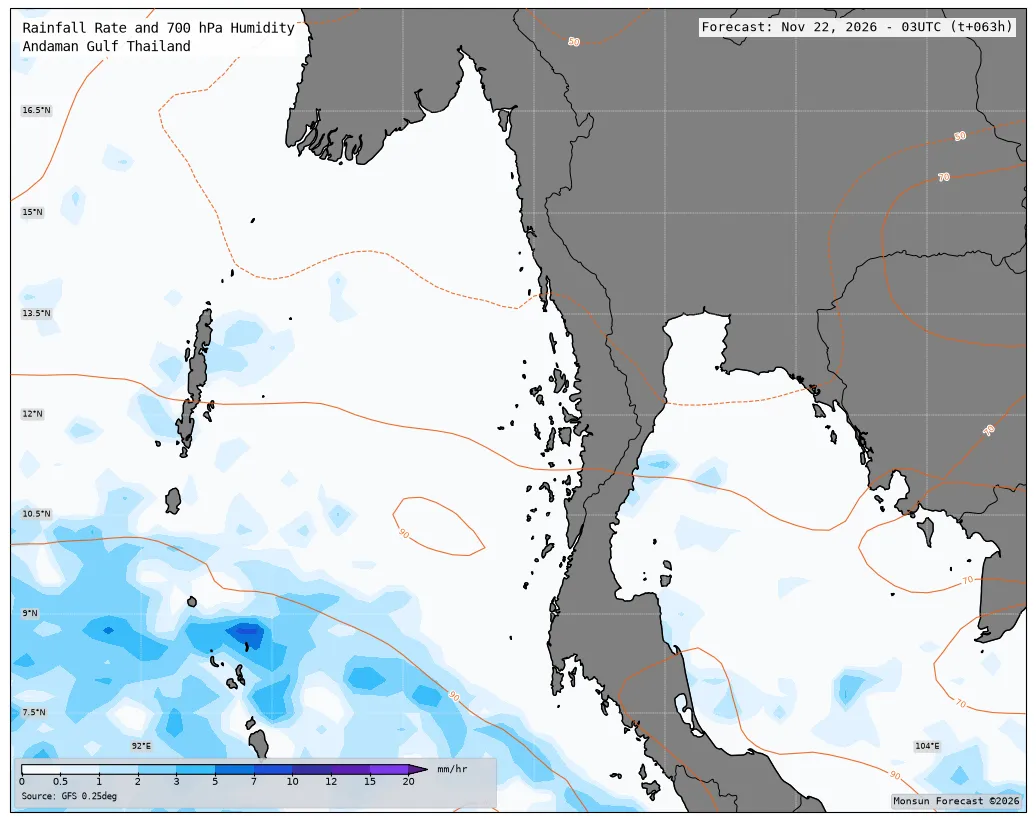 Rainfall Rate and 700 hPa Humidity
Andaman Gulf Thailand
Forecast: Nov 22, 2026 - 03UTC (t+063h)
50
50
70
16.5°N
15°N
13.5°N
12°N
70
10.5°N
90
70
9°N
90
70
7.5°N
92°E
104°E
90
mm/hr
0 0.5 1 2 3 5 7 10 12 15 20
Source: GFS 0.25deg
Monsun Forecast ©2026